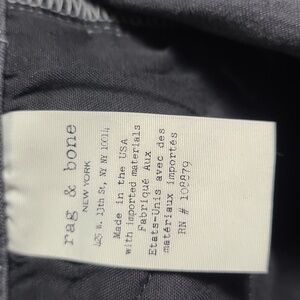 rag & bone
NEW YORK
425 W. 13th St, NY NY 10014
Made in the USA
with imported materials
Fabriqué Aux
Etats-Unis avec des
matériaux importés
RN # 108879